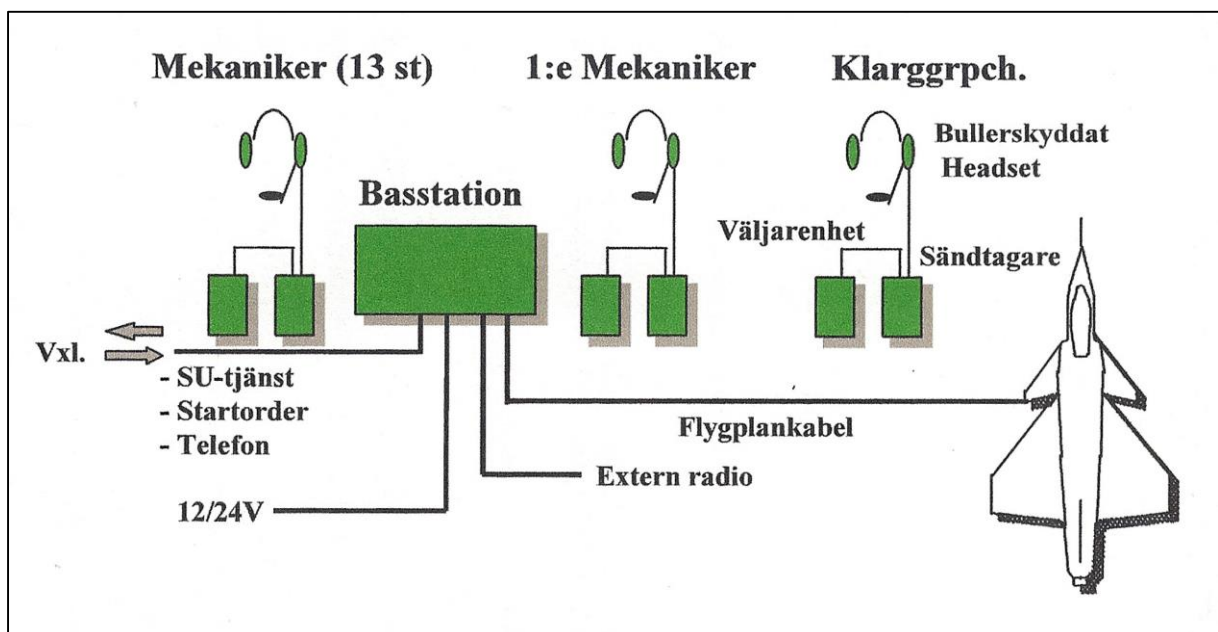 Mekaniker (13 st)
1:e Mekaniker
Klarggrpch.
Bullerskyddat
Headset
Basstation
Väljarenhet
Sändtagare
Vxl.
- SU-tjänst
- Startorder
- Telefon
Flygplankabel
Extern radio
12/24V